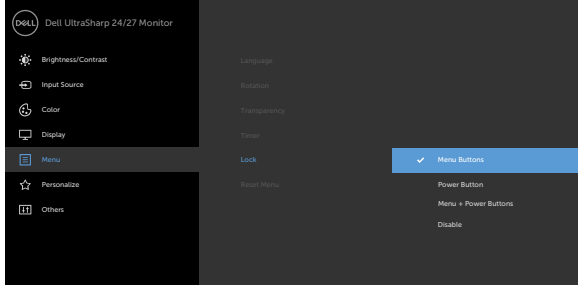 DELL Dell UltraSharp 24/27 Monitor
Brightness/Contrast
Input Source
Color
Display
Menu
Personalize
Others
Language
Rotation
Transparency
Timer
Lock
Reset Menu
Menu Buttons
Power Button
Menu + Power Buttons
Disable